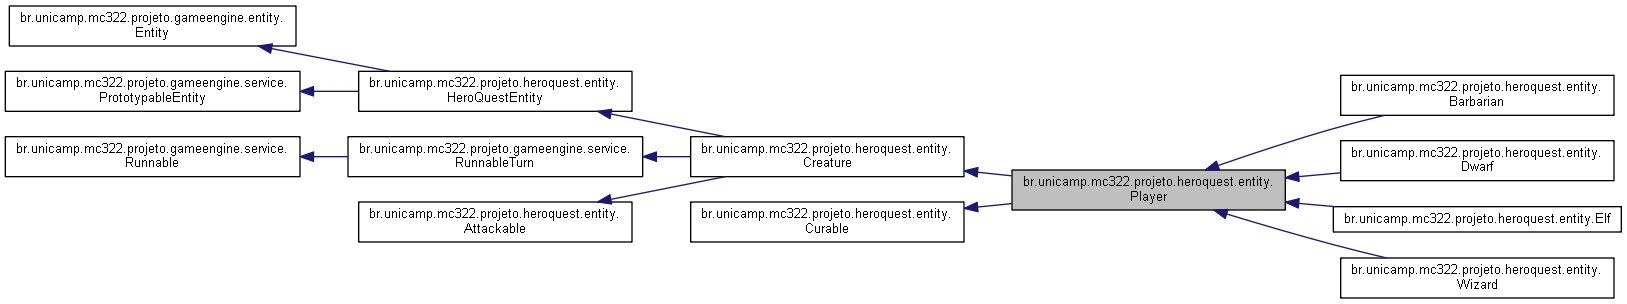 br.unicamp.mc322.projeto.gameengine.entity.
Entity
br.unicamp.mc322.projeto.gameengine.service.
PrototypableEntity
br.unicamp.mc322.projeto.gameengine.service.
Runnable
br.unicamp.mc322.projeto.heroquest.entity.
HeroQuestEntity
br.unicamp.mc322.projeto.gameengine.service.
RunnableTurn
br.unicamp.mc322.projeto.heroquest.entity.
Attackable
br.unicamp.mc322.projeto.heroquest.entity.
Creature
br.unicamp.mc322.projeto.heroquest.entity.
Curable
br.unicamp.mc322.projeto.heroquest.entity.
Player
br.unicamp.mc322.projeto.heroquest.entity.
Barbarian
br.unicamp.mc322.projeto.heroquest.entity.
Dwarf
br.unicamp.mc322.projeto.heroquest.entity.Elf
br.unicamp.mc322.projeto.heroquest.entity.
Wizard